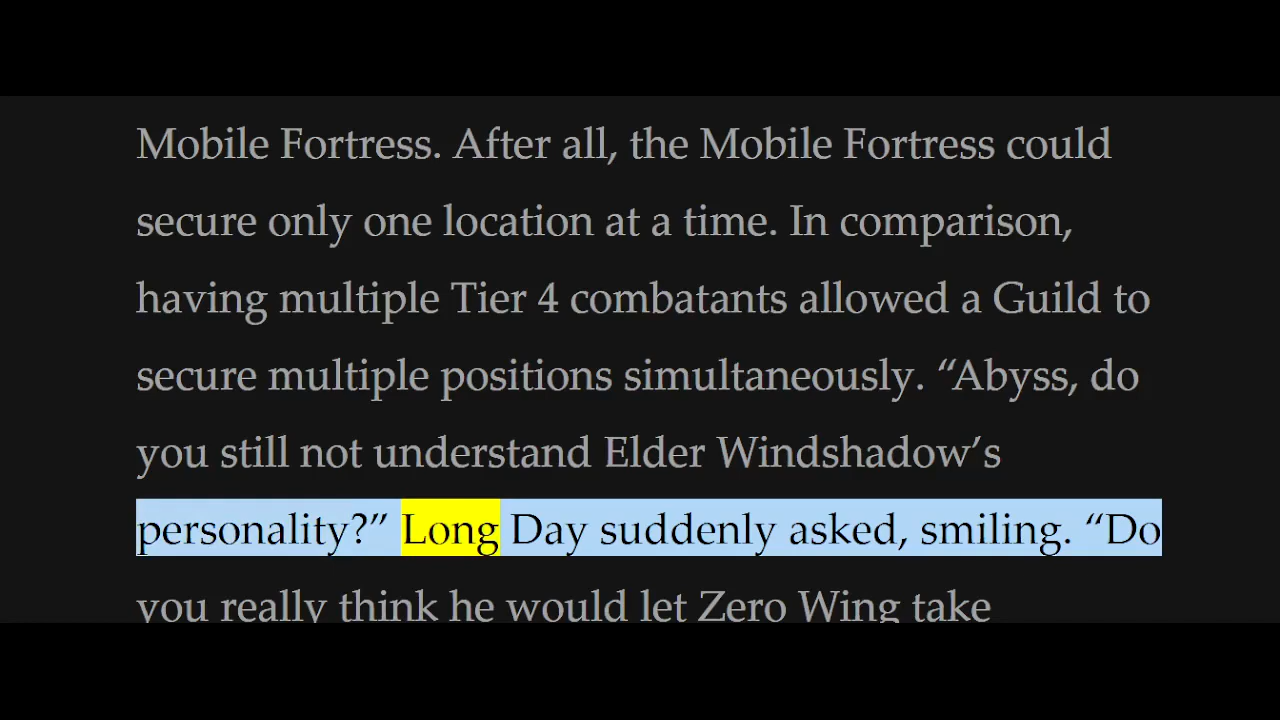 Mobile Fortress. After all, the Mobile Fortress could
secure only one location at a time. In comparison,
having multiple Tier 4 combatants allowed a Guild to
secure multiple positions simultaneously. “Abyss, do
you still not understand Elder Windshadow’s
personality?” Long Day suddenly asked, smiling. “Do
you really think he would let Zero Wing take